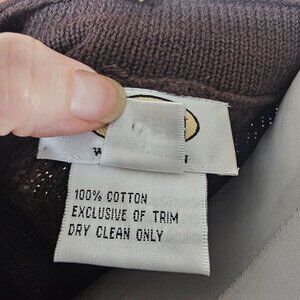 100% COTTON
EXCLUSIVE OF TRIM
DRY CLEAN ONLY